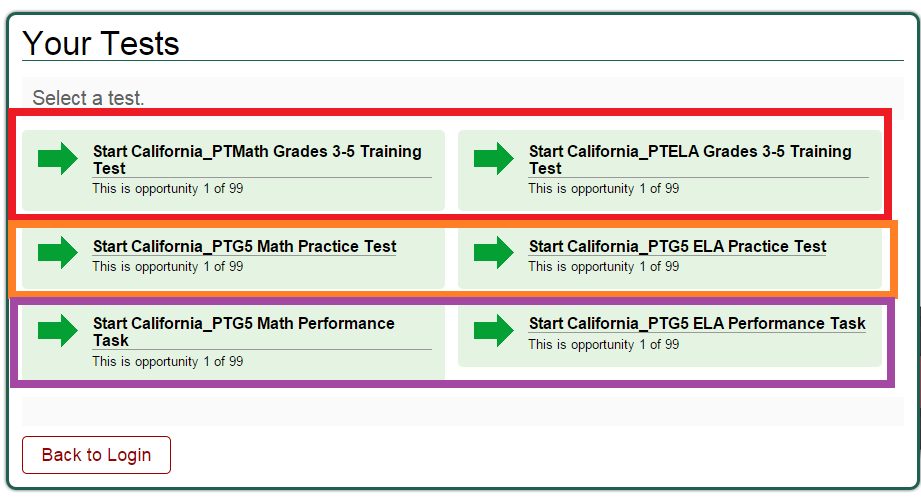 Your Tests
Select a test.
Start California_PTMath Grades 3-5 Training
Test
This is opportunity 1 of 99
Start California_PTELA Grades 3-5 Training
Test
This is opportunity 1 of 99
Start California_PTG5 Math Practice Test
This is opportunity 1 of 99
Start California_PTG5 ELA Practice Test
This is opportunity 1 of 99
Start California_PTG5 Math Performance
Task
This is opportunity 1 of 99
Start California_PTG5 ELA Performance Task
This is opportunity 1 of 99
Back to Login